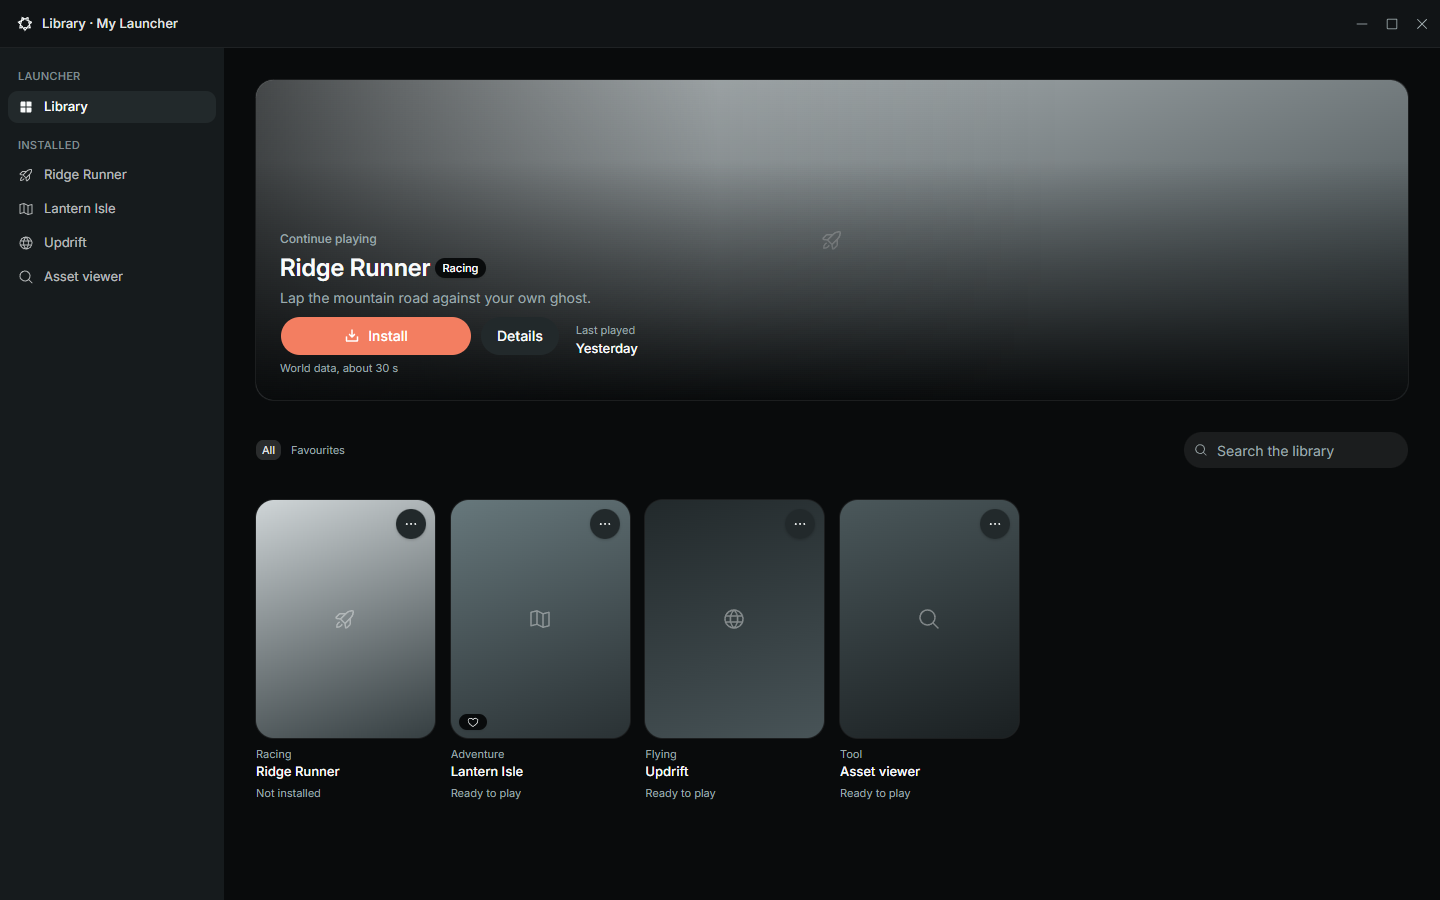 Library · My Launcher
LAUNCHER
Library
INSTALLED
Ridge Runner
Lantern Isle
Updrift
Asset viewer
Continue playing
Ridge Runner Racing
Lap the mountain road against your own ghost.
Install
Details
Last played
Yesterday
World data, about 30 s
All
Favourites
Search the library
Racing
Ridge Runner
Not installed
Adventure
Lantern Isle
Ready to play
Flying
Updrift
Ready to play
Tool
Asset viewer
Ready to play